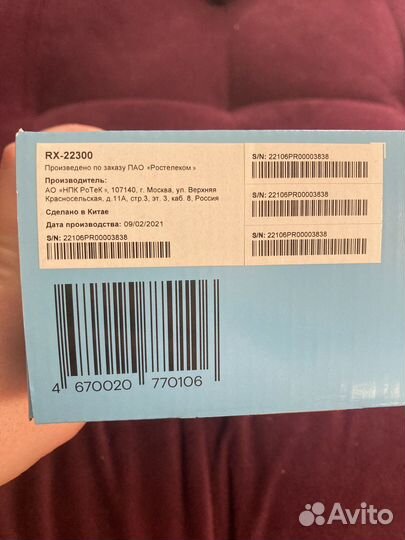 RX-22300
Произведено по заказу ПАО «Ростелеком»
Производитель:
АО «НПК РоТеК», 107140, г. Москва, ул. Верхняя
Красносельская, д.11А, стр.3, эт. 3, каб. 8, Россия
Сделано в Китае
Дата производства: 09/02/2021
S/N: 22106PR00003838
S/N: 22106PR00003838
S/N: 22106PR00003838
S/N: 22106PR00003838
4 670020 770106
Avito